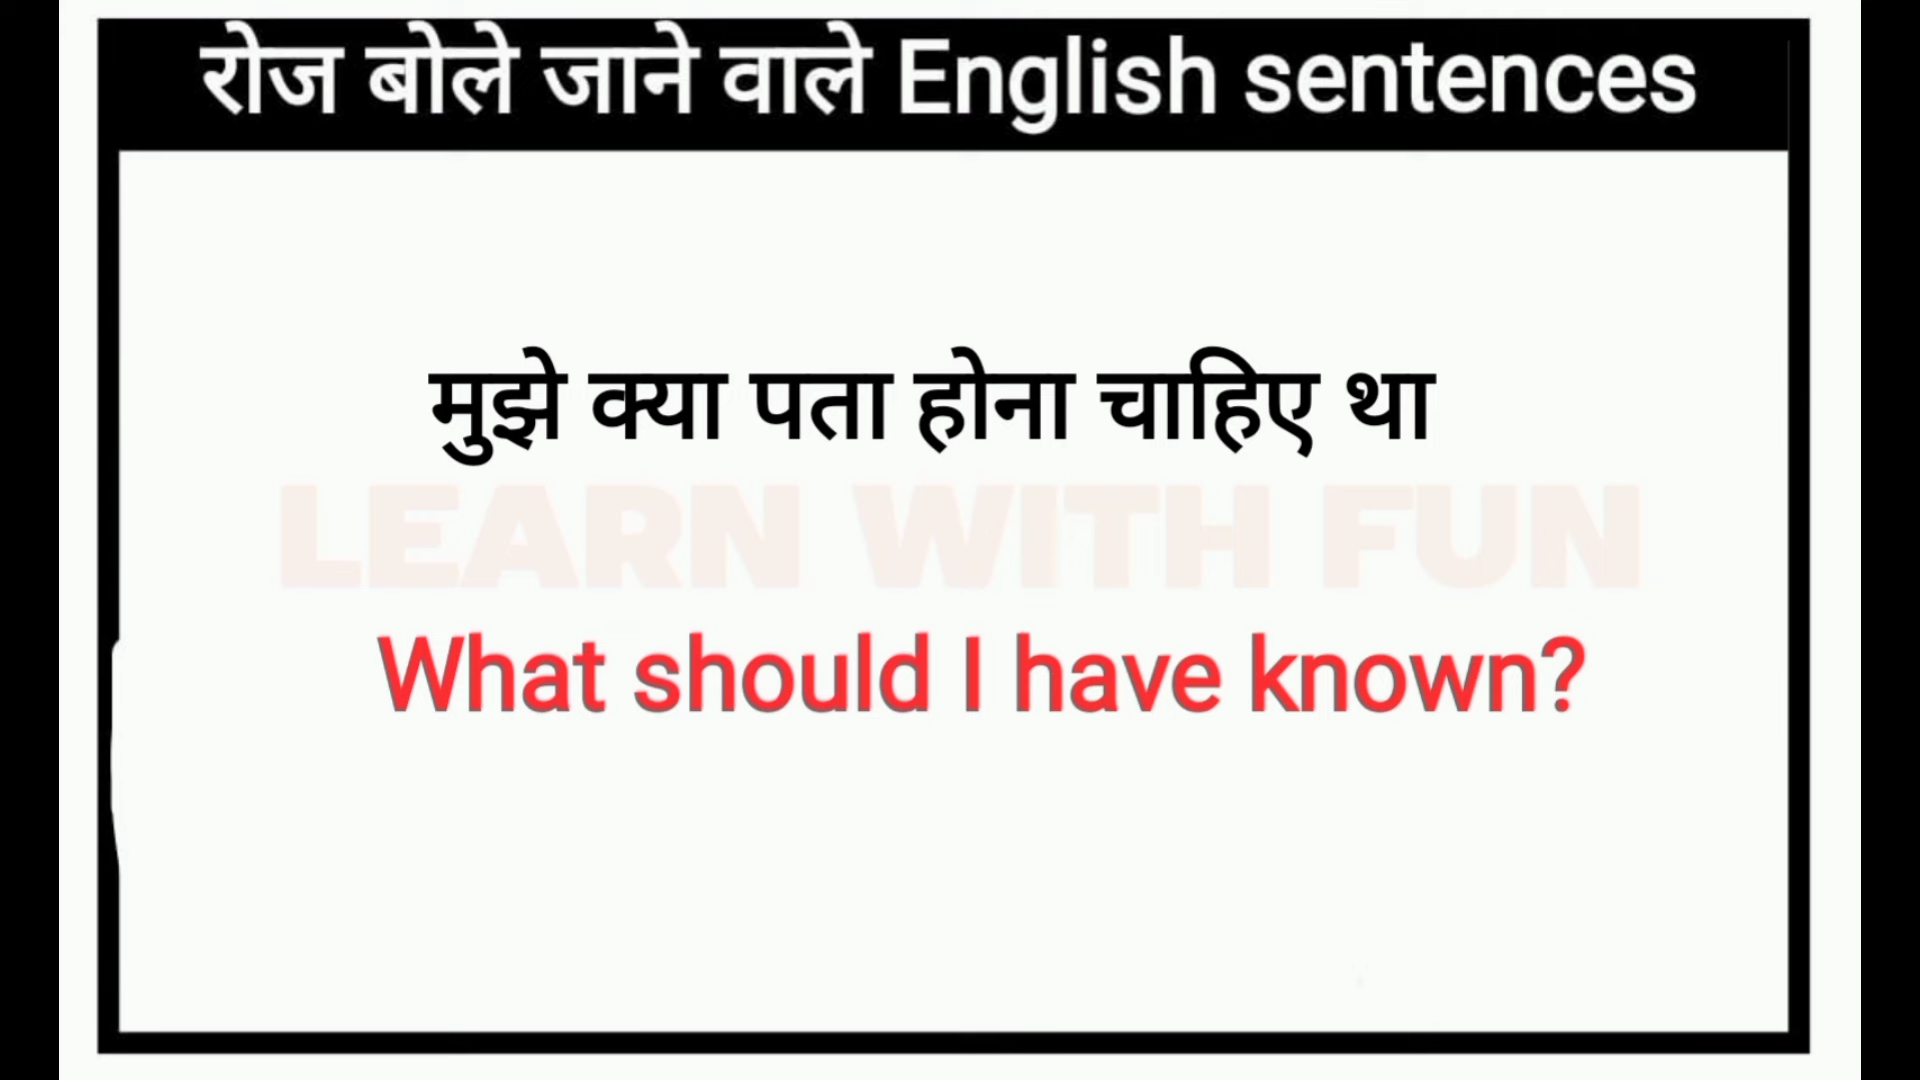 रोज बोले जाने वाले English sentences
मुझे क्या पता होना चाहिए था
LEARN WITH FUN
What should I have known?